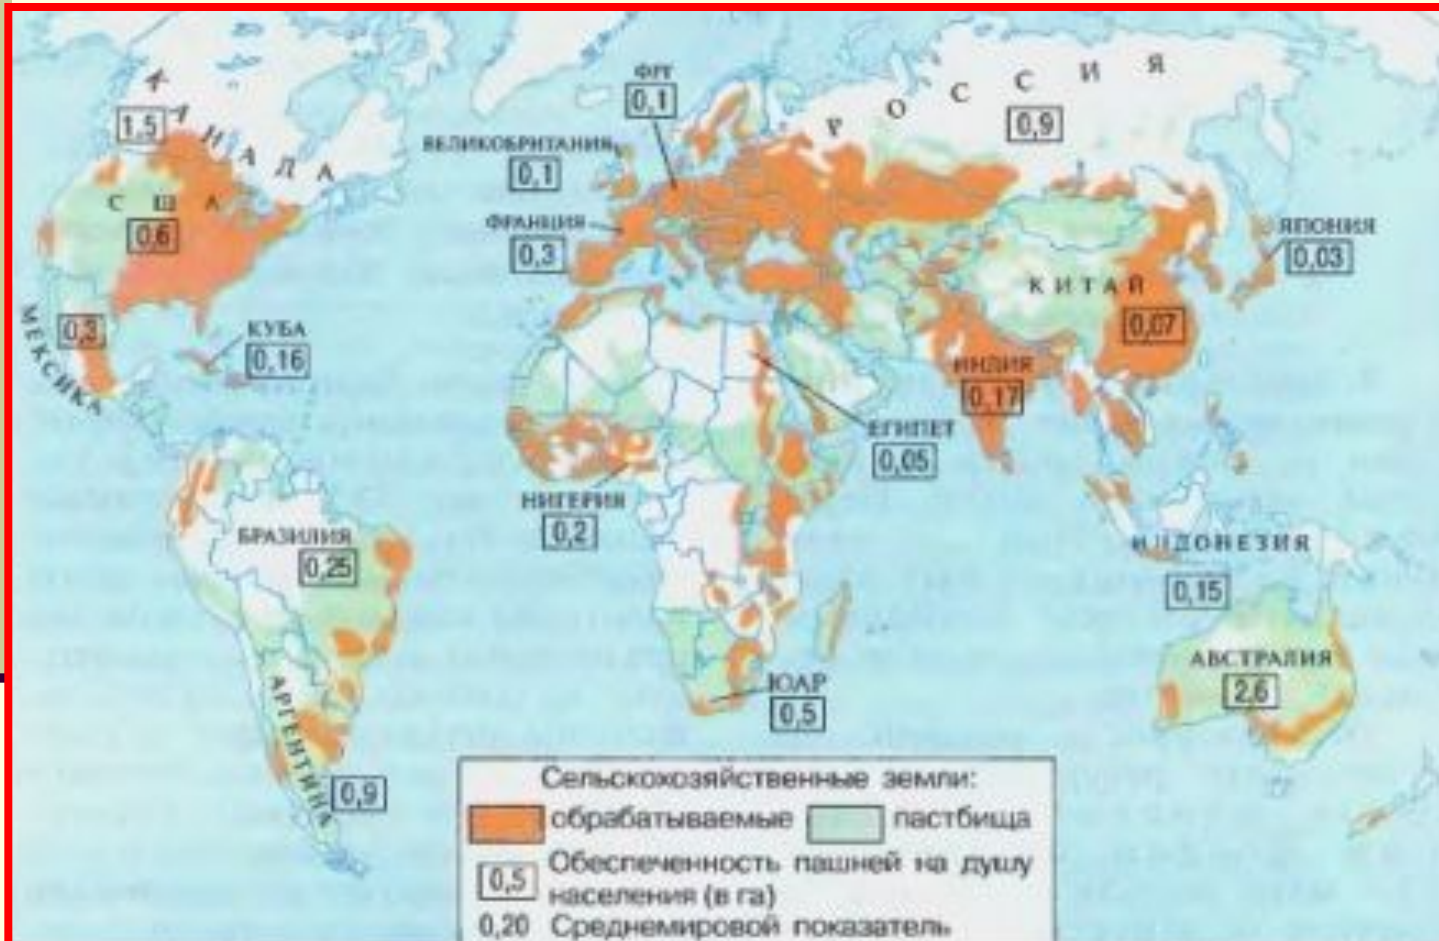 КАНАДА
1,5
США
0,6
МЕКСИКА
0,3
КУБА
0,16
БРАЗИЛИЯ
0,25
АРГЕНТИНА
0,9
ФРГ
0,1
ВЕЛИКОБРИТАНИЯ
0,1
ФРАНЦИЯ
0,3
РОССИЯ
0,9
ЯПОНИЯ
0,03
КИТАЙ
0,07
ИНДИЯ
0,17
ЕГИПЕТ
0,05
НИГЕРИЯ
0,2
ЮАР
0,5
ИНДОНЕЗИЯ
0,15
АВСТРАЛИЯ
2,6
Сельскохозяйственные земли:
обрабатываемые пастбища
0,5 Обеспеченность пашней на душу
населения (в га)
0,20 Среднемировой показатель